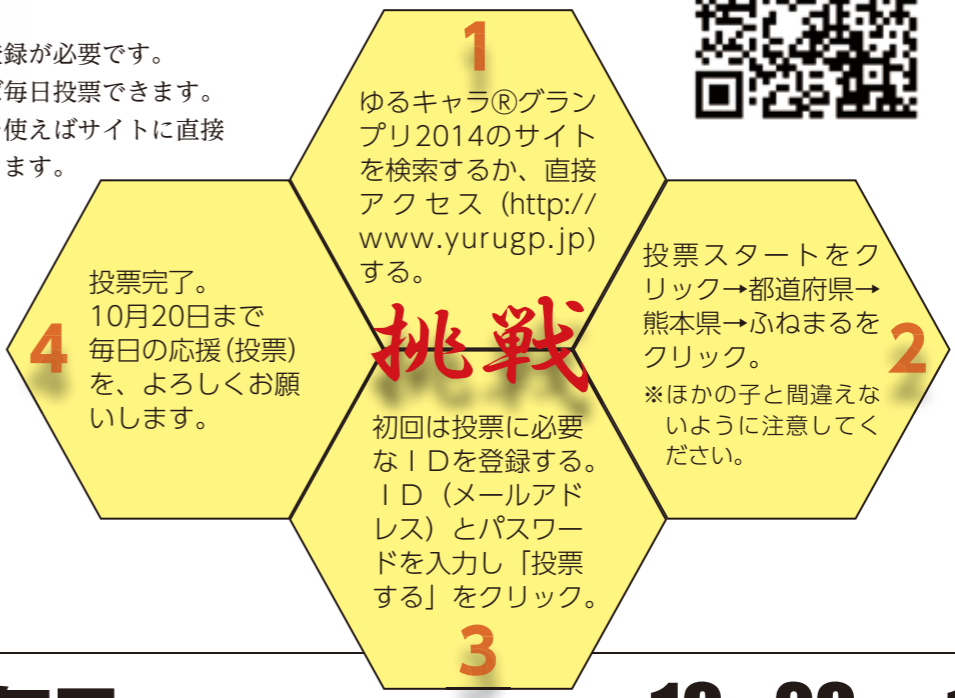 録が必要です。
毎日投票できます。
使えばサイトに直接
ます。
1
ゆるキャラⓇグラン
プリ2014のサイト
を検索するか、直接
アクセス(http://
www.yurugp.jp)
する。
投票スタートをク
リック→都道府県→
熊本県→ふねまるを
クリック。
※ほかの子と間違えな
いように注意してく
ださい。
2
挑戦
初回は投票に必要
なIDを登録する。
ID(メールアド
レス)とパスワー
ドを入力し「投票
する」をクリック。
3
投票完了。
10月20日まで
毎日の応援(投票)
を、よろしくお願
いします。
4